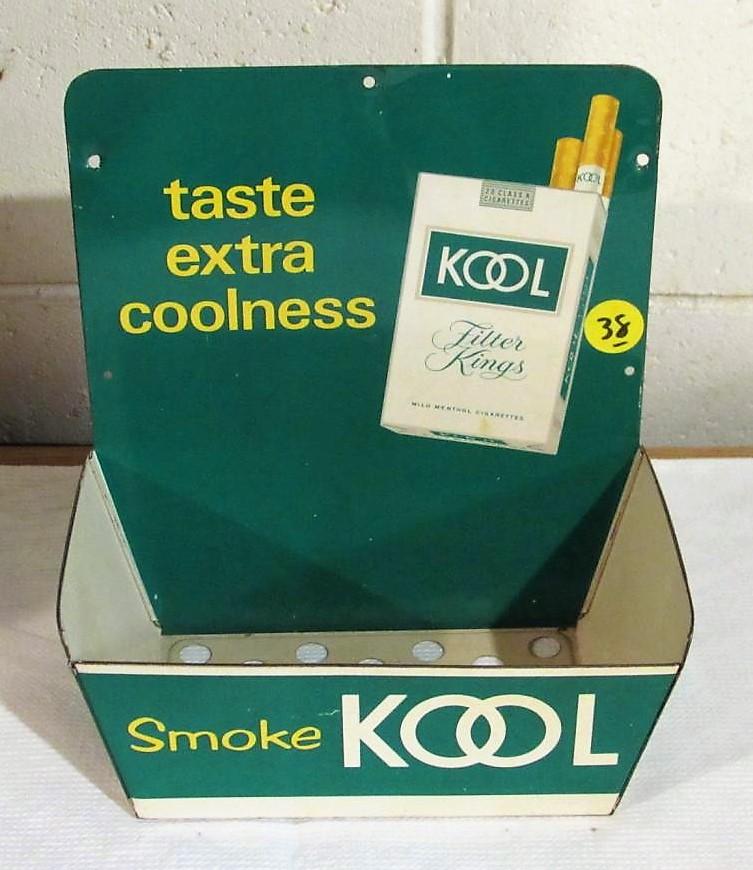 taste
extra
coolness
20 CLASS A
CIGARETTES
KOOL
KOOL
Filter
Kings
MILD MENTHOL CIGARETTES
38
Smoke KOOL